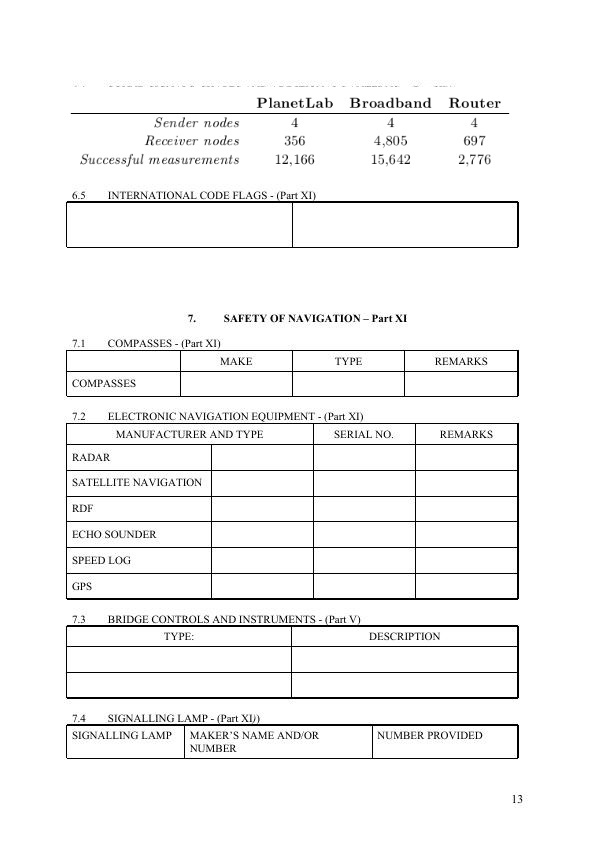 PlanetLab Broadband Router
Sender nodes 4 4 4
Receiver nodes 356 4,805 697
Successful measurements 12,166 15,642 2,776
6.5 INTERNATIONAL CODE FLAGS - (Part XI)
7. SAFETY OF NAVIGATION – Part XI
7.1 COMPASSES - (Part XI)
MAKE TYPE REMARKS
COMPASSES
7.2 ELECTRONIC NAVIGATION EQUIPMENT - (Part XI)
MANUFACTURER AND TYPE SERIAL NO. REMARKS
RADAR
SATELLITE NAVIGATION
RDF
ECHO SOUNDER
SPEED LOG
GPS
7.3 BRIDGE CONTROLS AND INSTRUMENTS - (Part V)
TYPE: DESCRIPTION
7.4 SIGNALLING LAMP - (Part XI))
SIGNALLING LAMP MAKER'S NAME AND/OR NUMBER PROVIDED
NUMBER
13